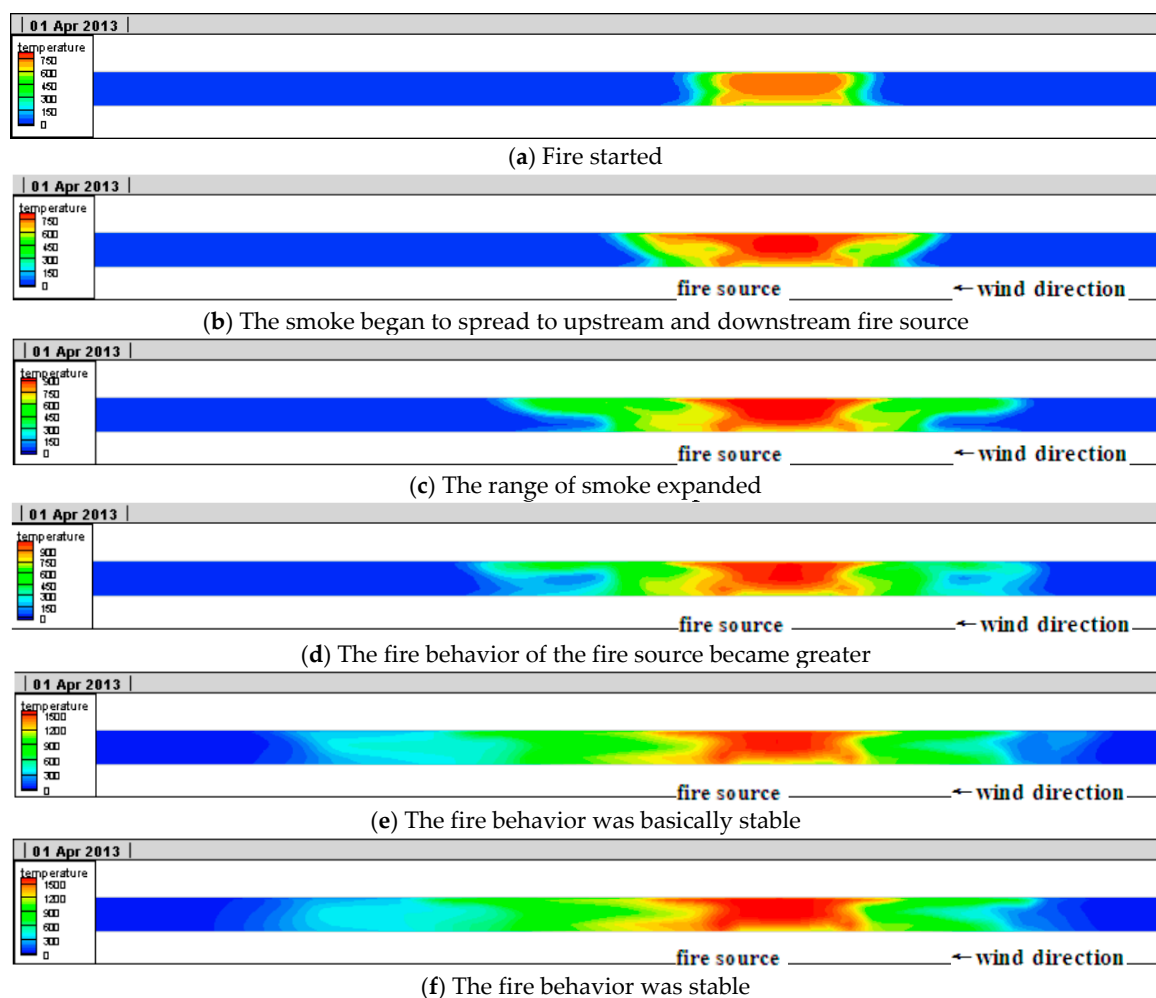 | 01 Apr 2013 |
temperature
750
600
450
300
150
0
(a) Fire started
| 01 Apr 2013 |
temperature
750
600
450
300
150
0
fire source
←wind direction
(b) The smoke began to spread to upstream and downstream fire source
| 01 Apr 2013 |
temperature
900
750
600
450
300
150
0
fire source
←wind direction
(c) The range of smoke expanded
| 01 Apr 2013 |
temperature
900
750
600
450
300
150
0
fire source
←wind direction
(d) The fire behavior of the fire source became greater
| 01 Apr 2013 |
temperature
1500
1200
900
600
300
0
fire source
←wind direction
(e) The fire behavior was basically stable
| 01 Apr 2013 |
temperature
1500
1200
900
600
300
0
fire source
←wind direction
(f) The fire behavior was stable